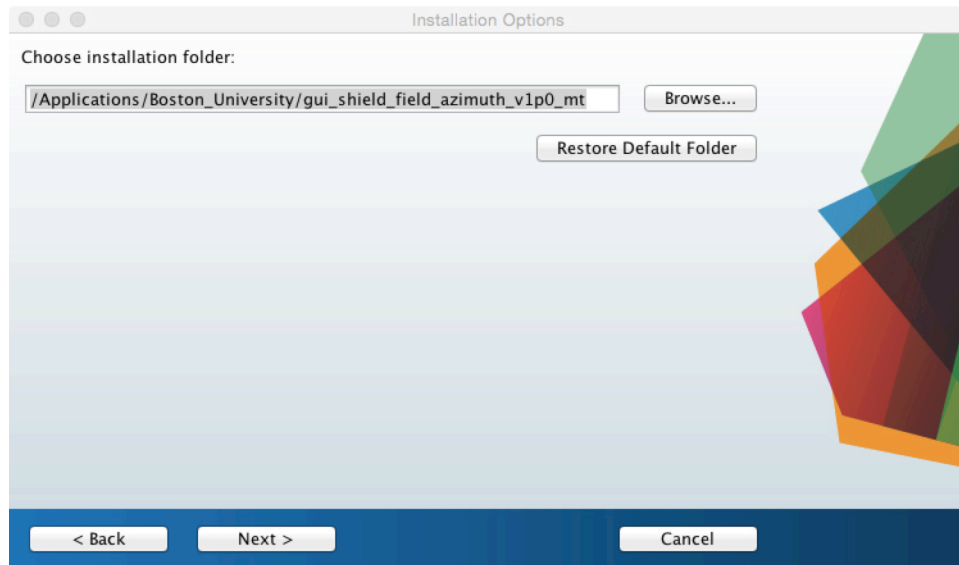 Installation Options
Choose installation folder:
/Applications/Boston_University/gui_shield_field_azimuth_v1p0_mt
Browse...
Restore Default Folder
< Back
Next >
Cancel